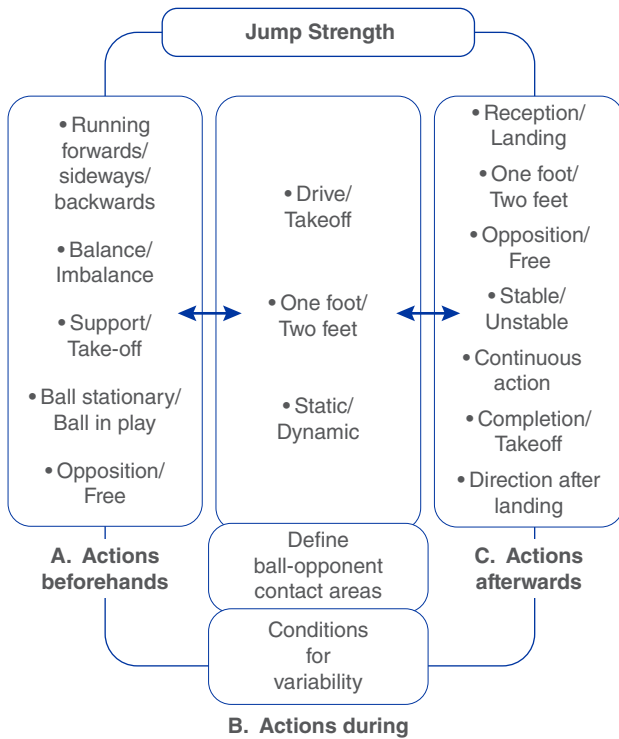 Jump Strength
• Running
forwards/
sideways/
backwards
• Balance/
Imbalance
• Support/
Take-off
• Ball stationary/
Ball in play
• Opposition/
Free
A. Actions
beforehands
• Drive/
Takeoff
• One foot/
Two feet
• Static/
Dynamic
Define
ball-opponent
contact areas
Conditions
for
variability
B. Actions during
• Reception/
Landing
• One foot/
Two feet
• Opposition/
Free
• Stable/
Unstable
• Continuous
action
• Completion/
Takeoff
• Direction after
landing
C. Actions
afterwards